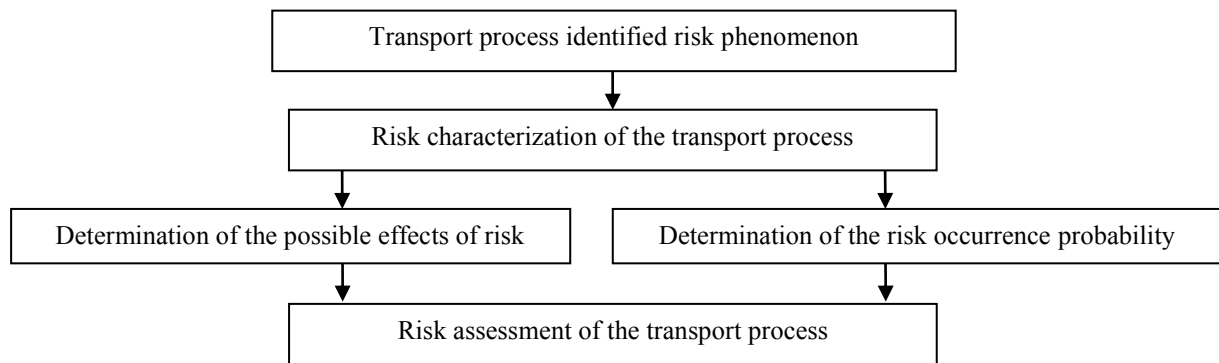 Transport process identified risk phenomenon
Risk characterization of the transport process
Determination of the possible effects of risk
Determination of the risk occurrence probability
Risk assessment of the transport process